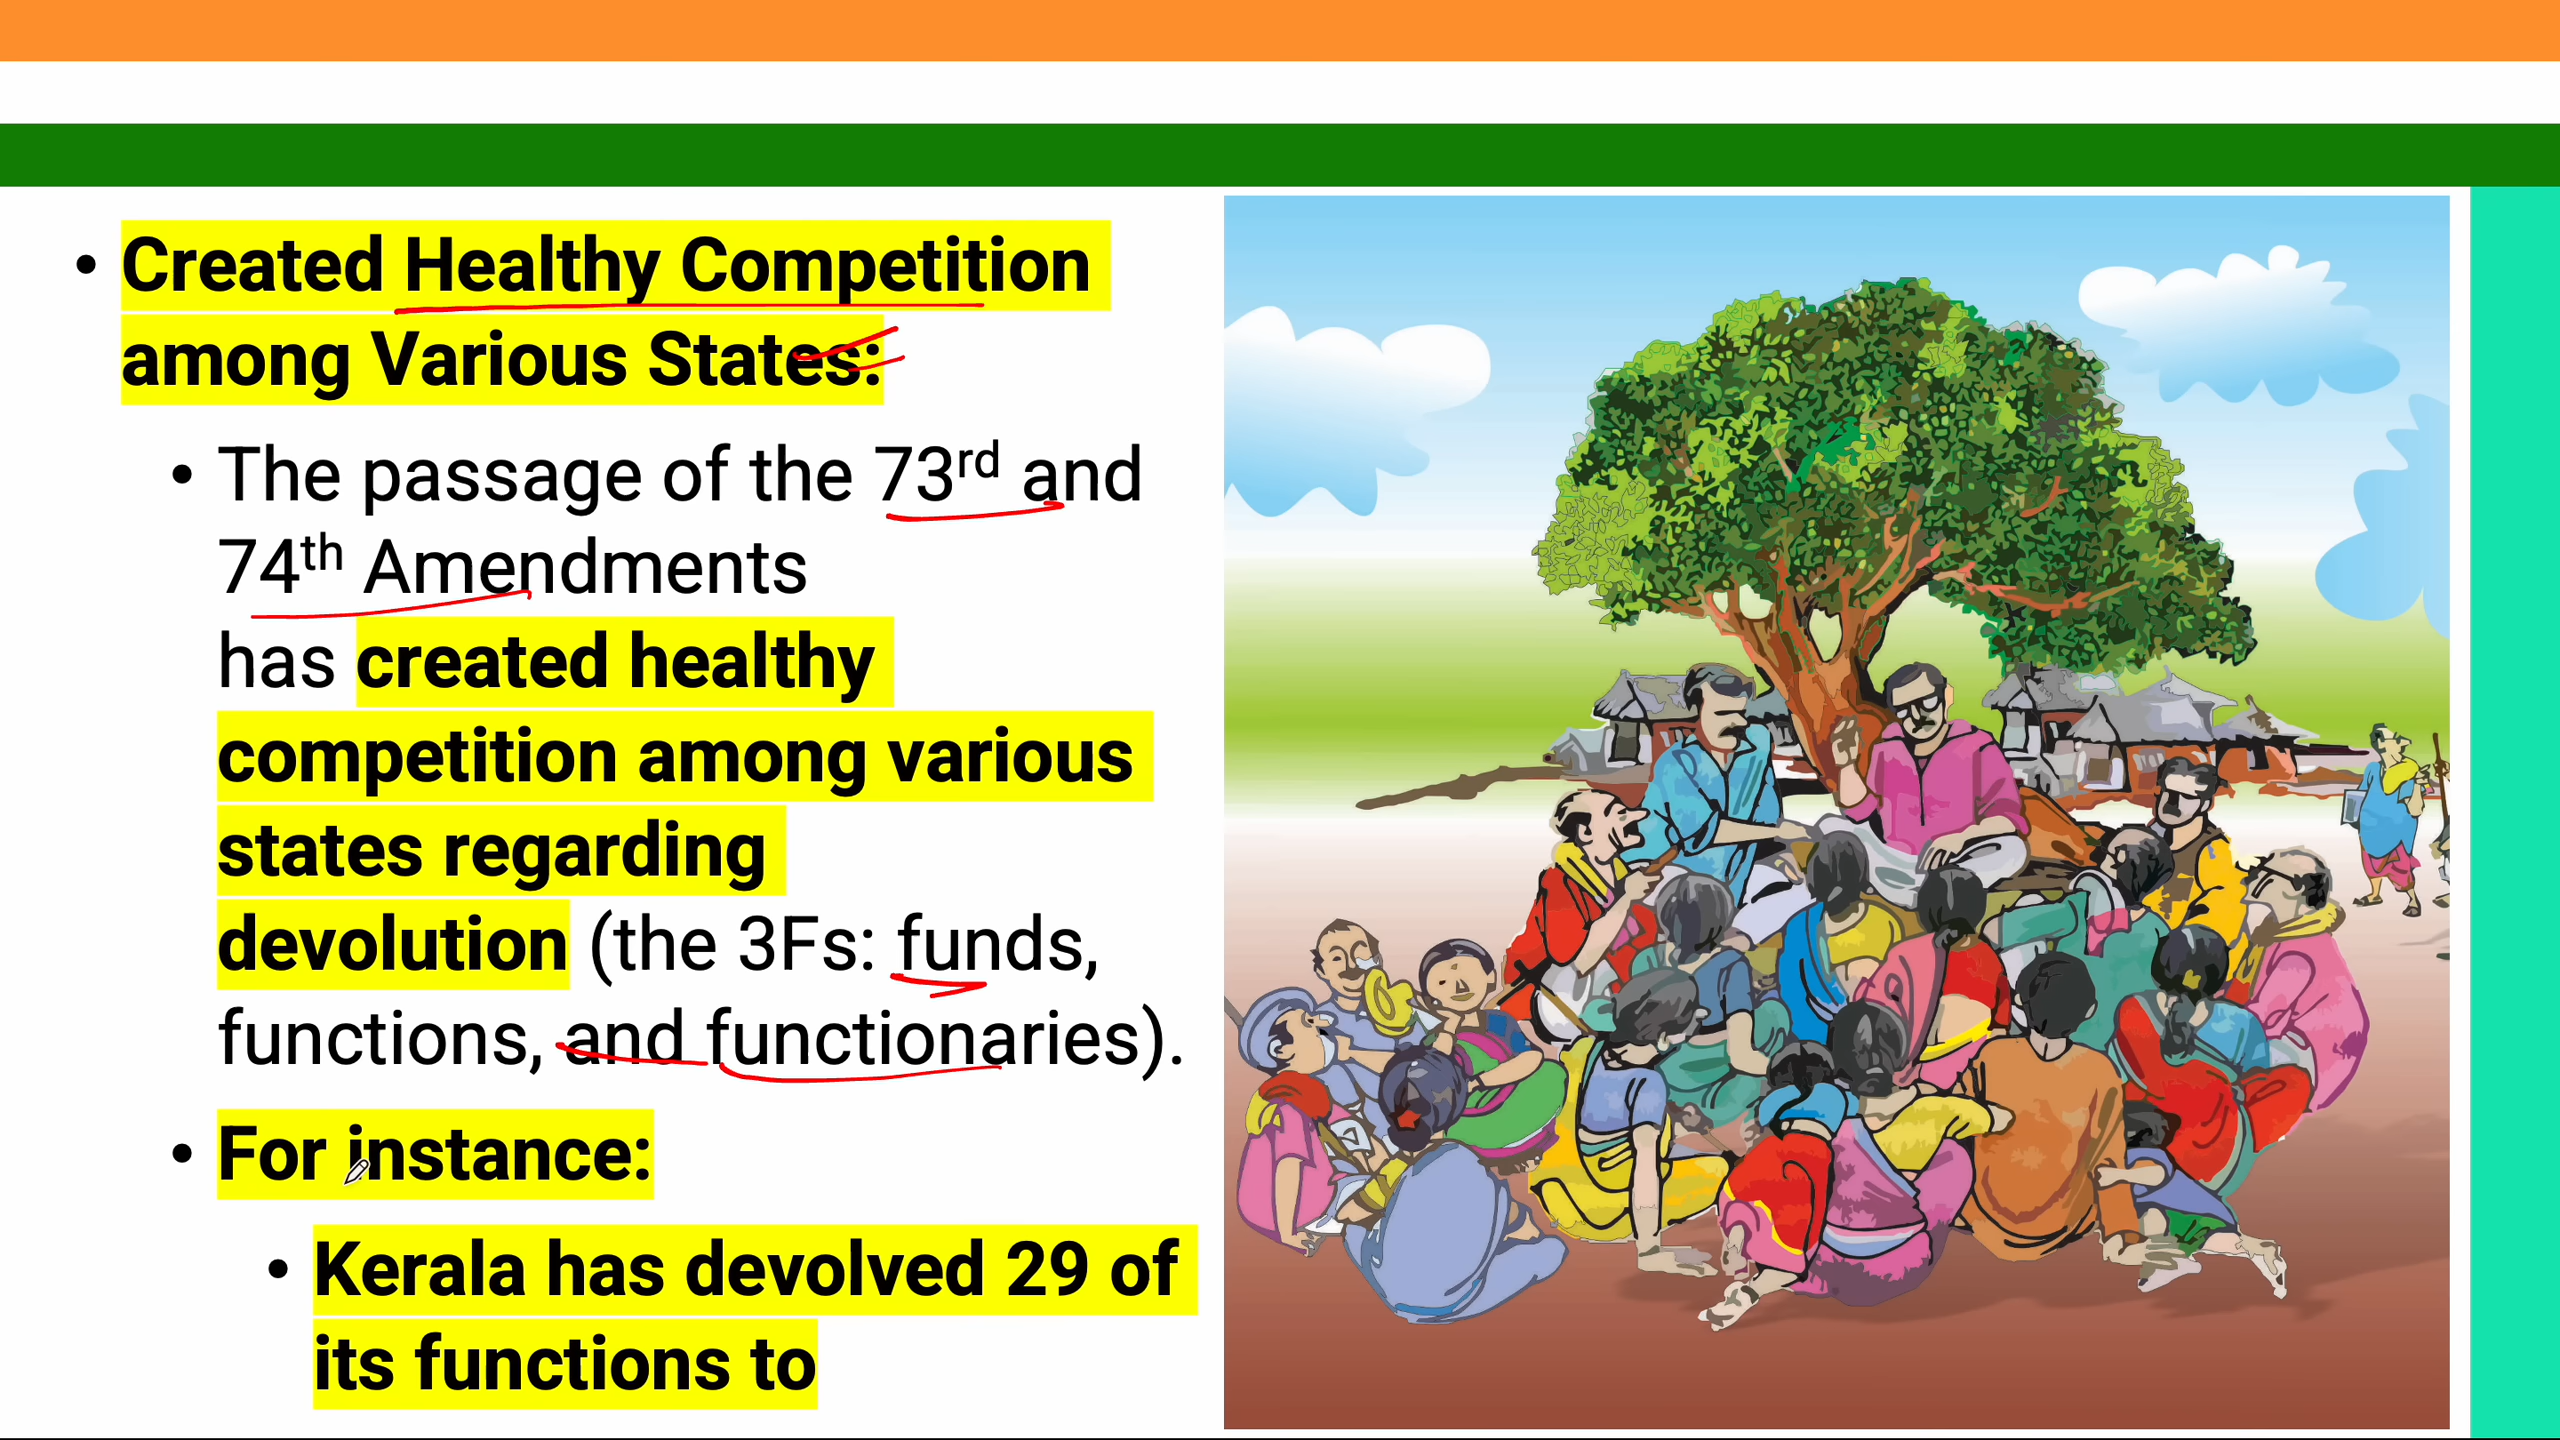 • Created Healthy Competition
among Various States:
• The passage of the 73rd and
74th Amendments
has created healthy
competition among various
states regarding
devolution (the 3Fs: funds,
functions, and functionaries).
• For instance:
• Kerala has devolved 29 of
its functions to